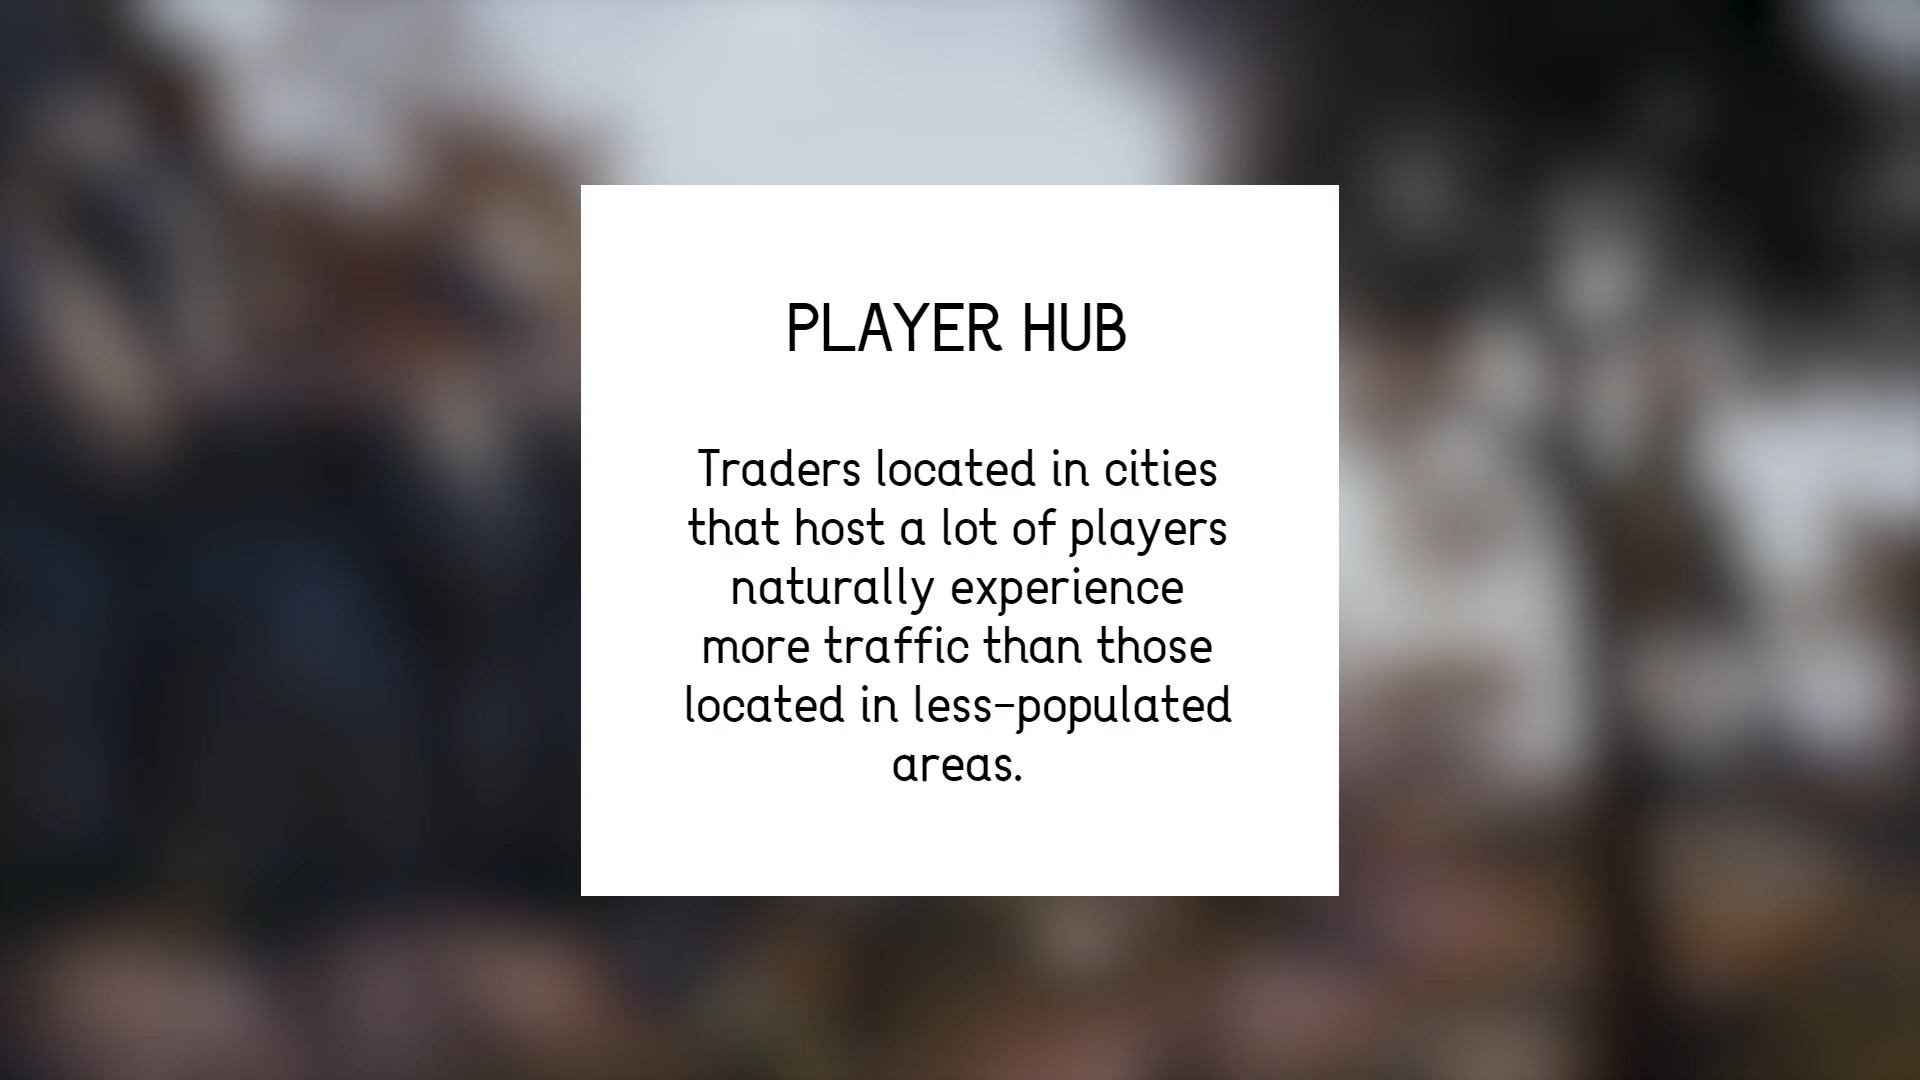 PLAYER HUB
Traders located in cities
that host a lot of players
naturally experience
more traffic than those
located in less-populated
areas.